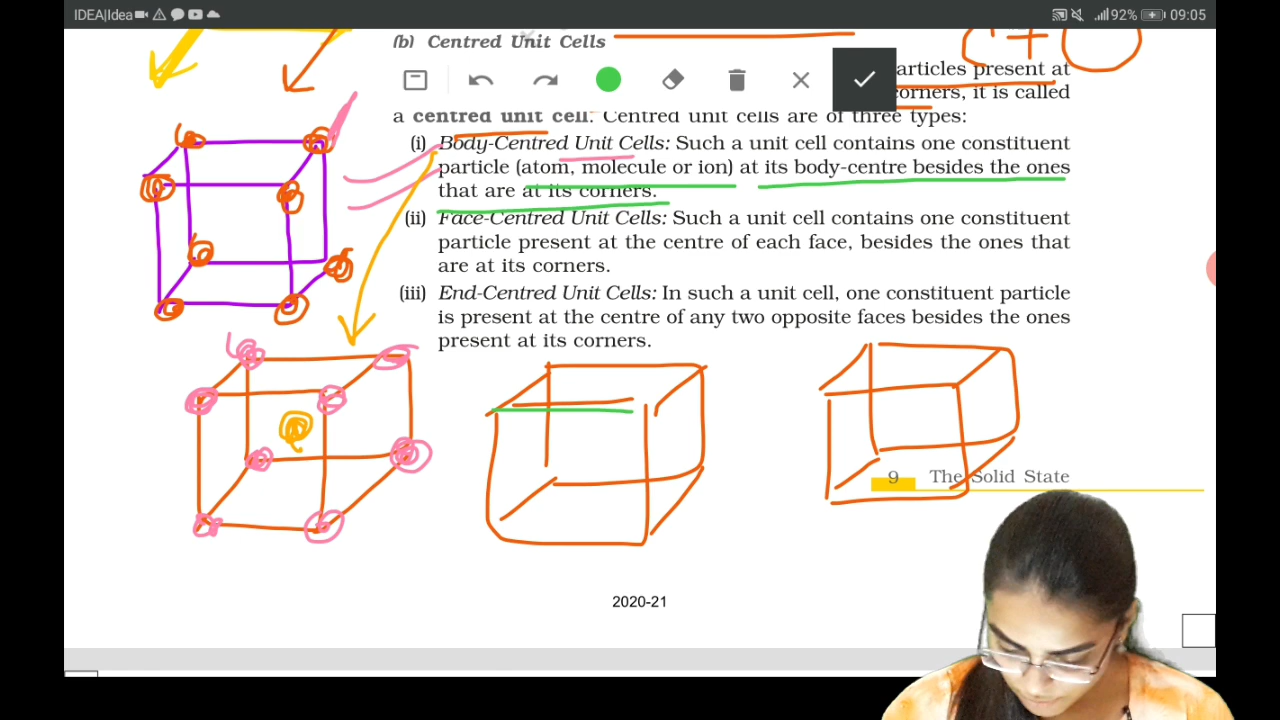 IDEA|Idea 92% 09:05
(b) Centred Unit Cells
articles present at
corners, it is called
a centred unit cell. Centred unit cells are of three types:
(i) Body-Centred Unit Cells: Such a unit cell contains one constituent
particle (atom, molecule or ion) at its body-centre besides the ones
that are at its corners.
(ii) Face-Centred Unit Cells: Such a unit cell contains one constituent
particle present at the centre of each face, besides the ones that
are at its corners.
(iii) End-Centred Unit Cells: In such a unit cell, one constituent particle
is present at the centre of any two opposite faces besides the ones
present at its corners.
9 The Solid State
2020-21